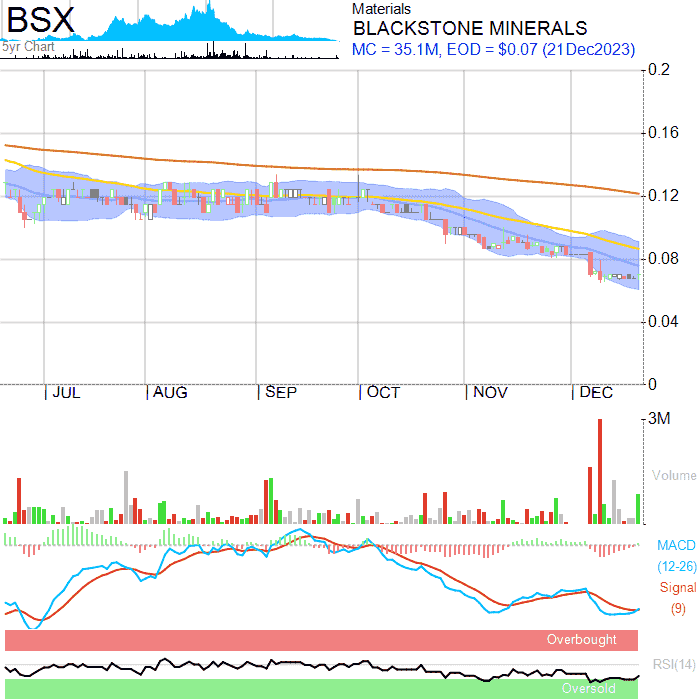 BSX
5yr Chart
Materials
BLACKSTONE MINERALS
MC = 35.1M, EOD = $0.07 (21Dec2023)
0.2
0.16
0.12
0.08
0.04
0
JUL AUG SEP OCT NOV DEC
3M
Volume
MACD
(12-26)
Signal
(9)
Overbought
RSI(14)
Oversold